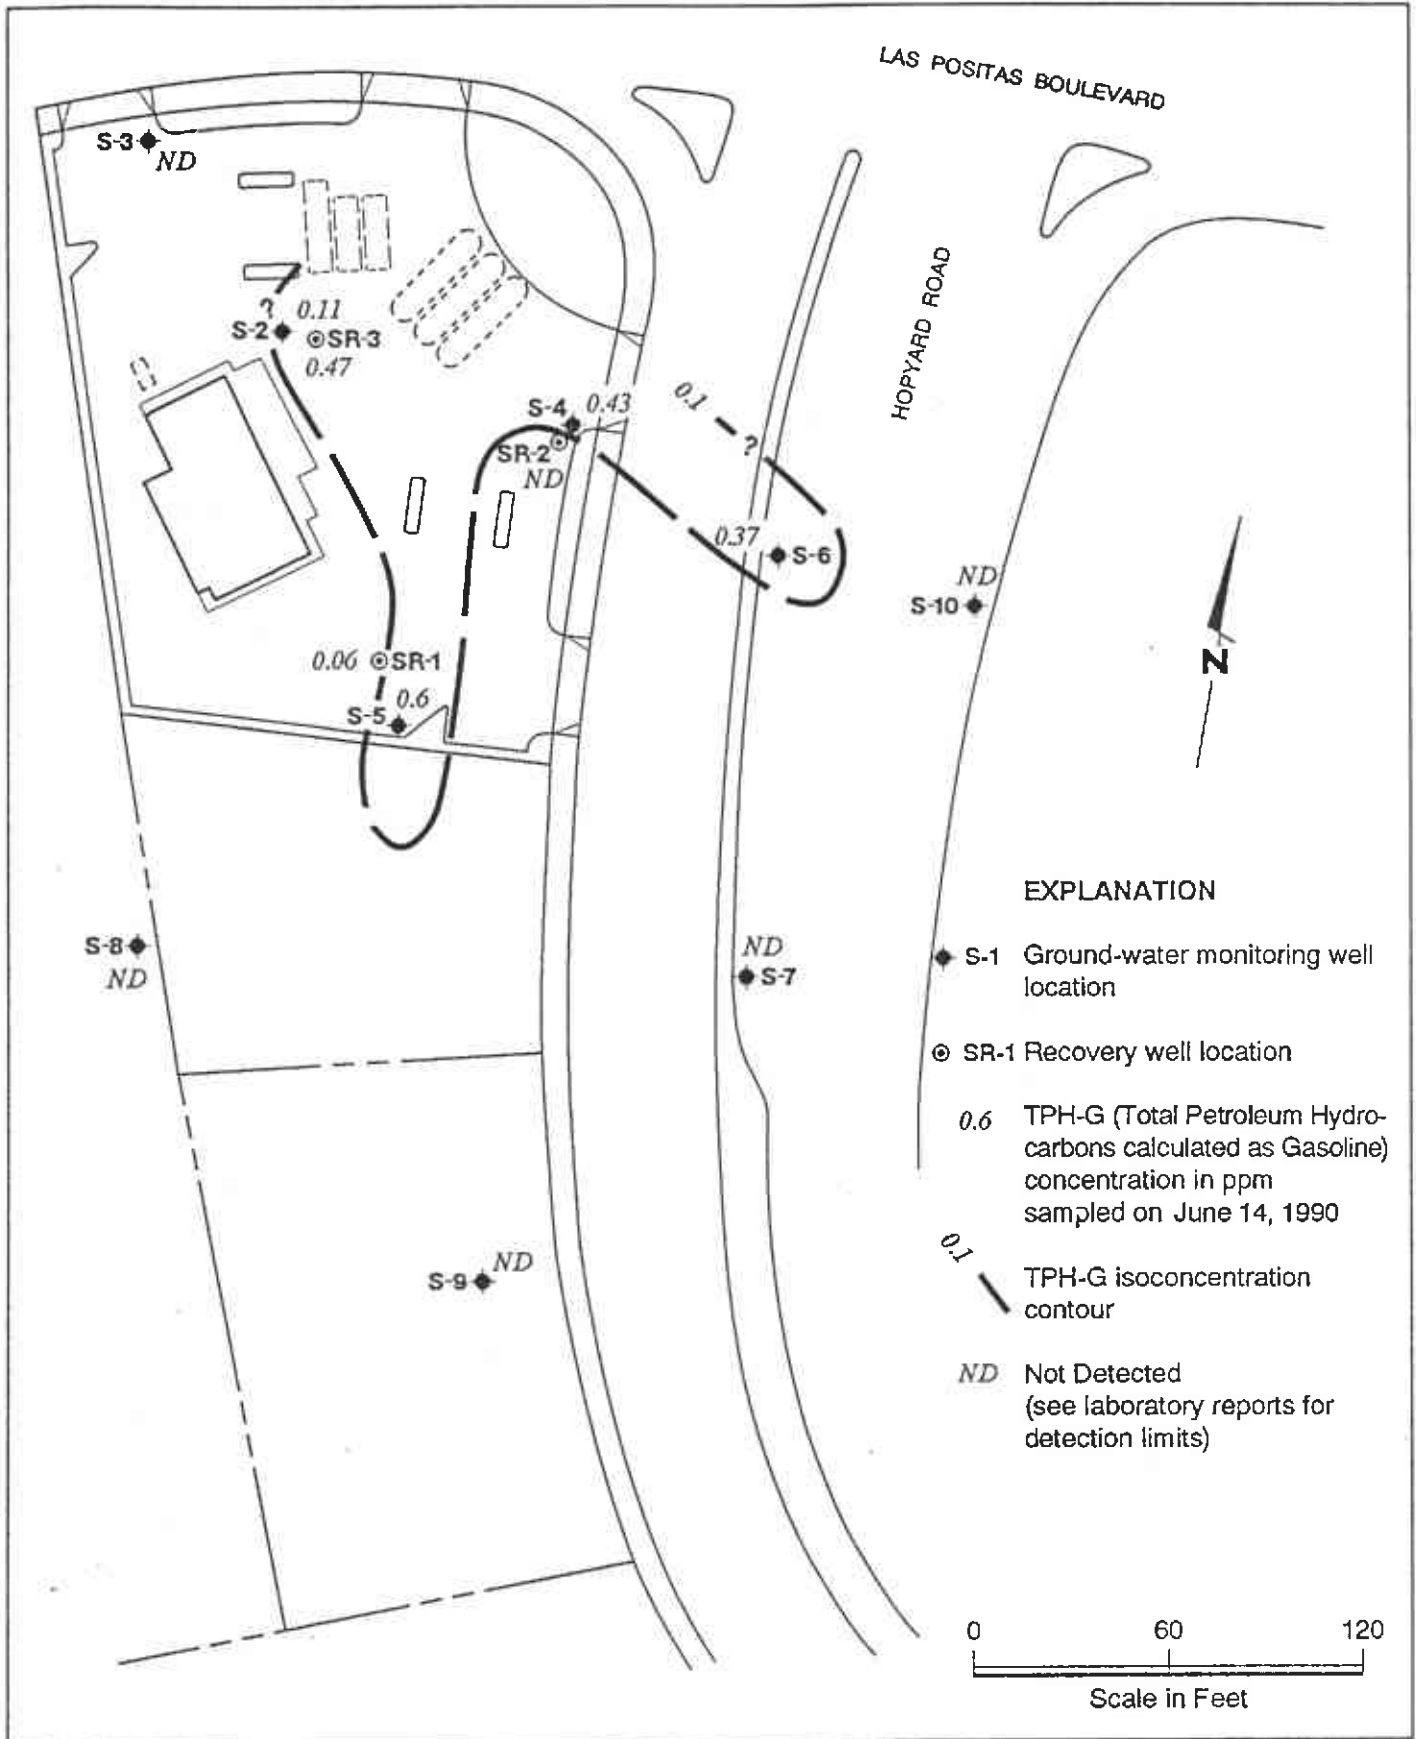 LAS POSITAS BOULEVARD
HOPYARD ROAD
S-3
ND
?
0.11
S-2
SR-3
0.47
S-4
0.43
SR-2
ND
0.1
?
0.37
S-6
ND
S-10
0.06
SR-1
0.6
S-5
N
S-8
ND
ND
S-7
S-9
ND
EXPLANATION
S-1 Ground-water monitoring well
location
SR-1 Recovery well location
0.6 TPH-G (Total Petroleum Hydro-
carbons calculated as Gasoline)
concentration in ppm
sampled on June 14, 1990
0.1
TPH-G isoconcentration
contour
ND Not Detected
(see laboratory reports for
detection limits)
0 60 120
Scale in Feet